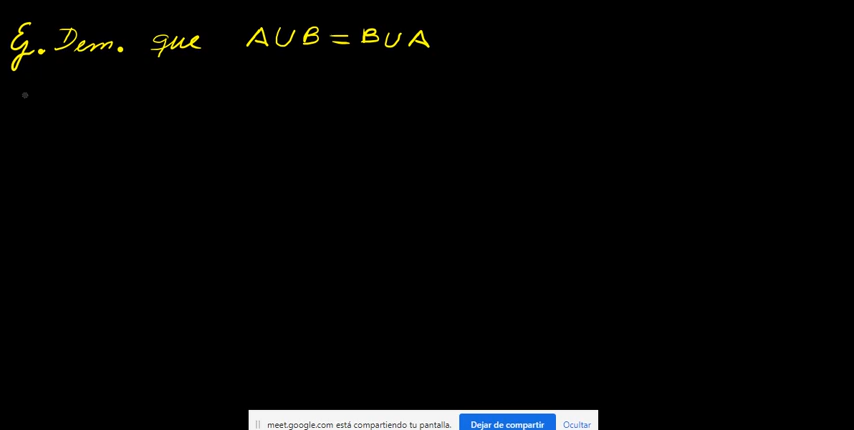 Ej. Dem. que A∪B = B∪A
meet.google.com está compartiendo tu pantalla. Dejar de compartir Ocultar